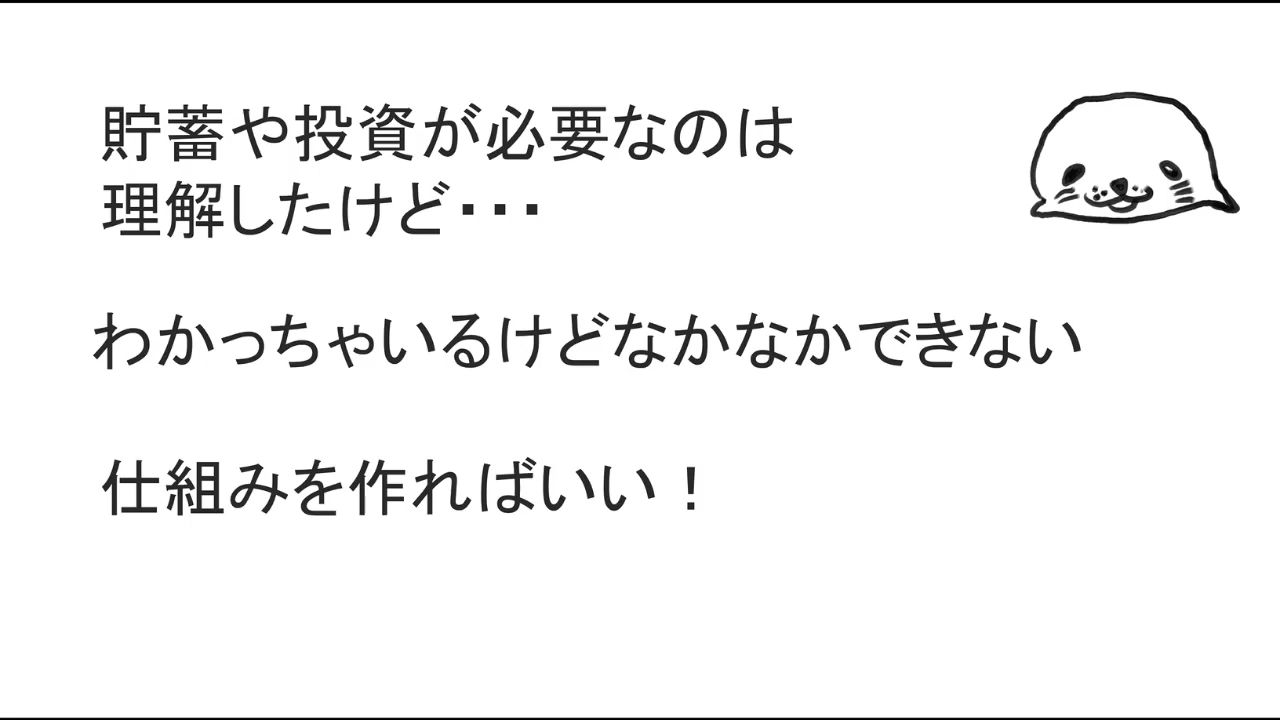 貯蓄や投資が必要なのは
理解したけど・・・
わかっちゃいるけどなかなかできない
仕組みを作ればいい！